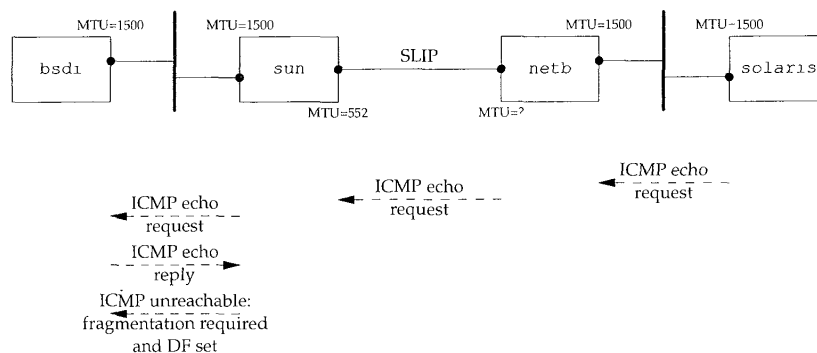 MTU=1500 MTU=1500 MTU=1500 MTU-1500
bsdi sun SLIP netb solaris
MTU=552 MTU=?
ICMP echo
request
ICMP echo
request
ICMP echo
request
ICMP echo
reply
ICMP unreachable:
fragmentation required
and DF set